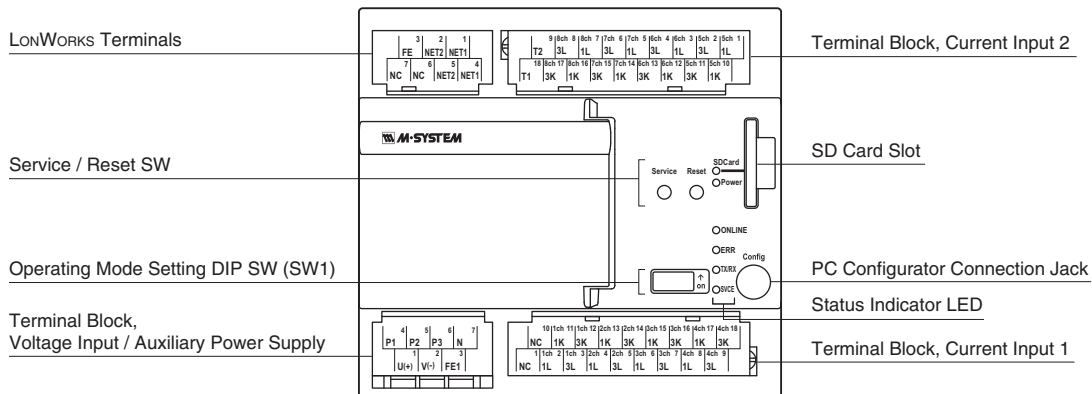 LONWORKS Terminals
3 2 1
FE NET2 NET1
7 6 5 4
NC NC NET2 NET1
9 8ch 8 8ch 7 7ch 6 7ch 5 6ch 4 6ch 3 5ch 2 5ch 1
T2 3L 1L 3L 1L 3L 1L 3L 1L
18 8ch 17 8ch 16 7ch 15 7ch 14 6ch 13 6ch 12 5ch 11 5ch 10
T1 3K 1K 3K 1K 3K 1K 3K 1K
Terminal Block, Current Input 2
M-SYSTEM
Service / Reset SW
Service Reset SDCard
Power
SD Card Slot
ONLINE
ERR
Config
TX/RX
SVCE
↑
on
Operating Mode Setting DIP SW (SW1)
PC Configurator Connection Jack
Status Indicator LED
Terminal Block,
Voltage Input / Auxiliary Power Supply
4 5 6 7
P1 P2 P3 N
1 2 3
U(+) V(-) FE1
10 1ch 11 1ch 12 2ch 13 2ch 14 3ch 15 3ch 16 4ch 17 4ch 18
NC 1K 3K 1K 3K 1K 3K 1K 3K
1 1ch 2 1ch 3 2ch 4 2ch 5 3ch 6 3ch 7 4ch 8 4ch 9
NC 1L 3L 1L 3L 1L 3L 1L 3L
Terminal Block, Current Input 1